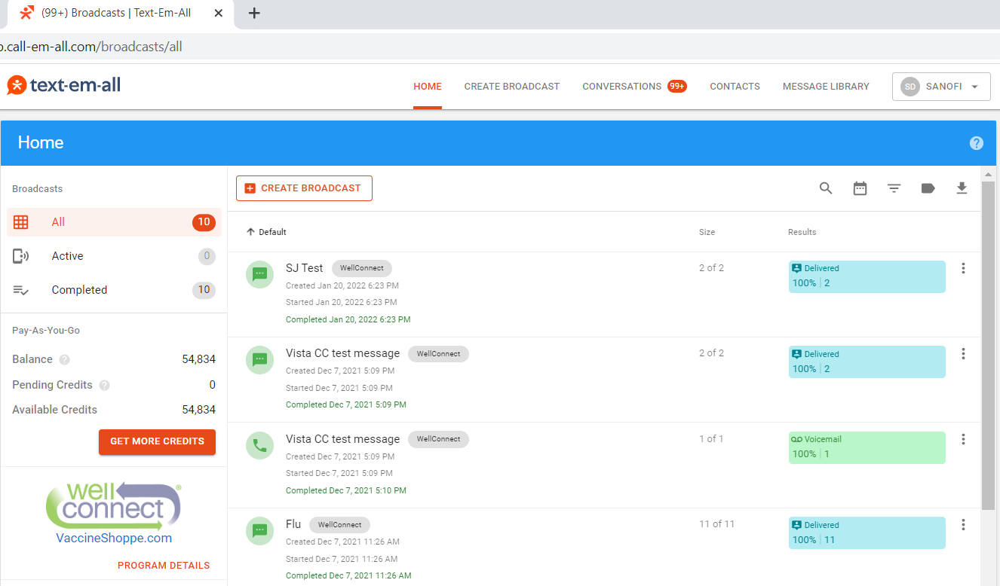 (99+) Broadcasts | Text-Em-All
.call-em-all.com/broadcasts/all
text-em-all
HOME CREATE BROADCAST CONVERSATIONS 99+ CONTACTS MESSAGE LIBRARY SD SANOFI
Home
Broadcasts
All 10
Active 0
Completed 10
Pay-As-You-Go
Balance ? 54,834
Pending Credits ? 0
Available Credits 54,834
GET MORE CREDITS
well
connect®
VaccineShoppe.com
PROGRAM DETAILS
CREATE BROADCAST
Default Size Results
SJ Test WellConnect 2 of 2 Delivered
Created Jan 20, 2022 6:23 PM 100% 2
Started Jan 20, 2022 6:23 PM
Completed Jan 20, 2022 6:23 PM
Vista CC test message WellConnect 2 of 2 Delivered
Created Dec 7, 2021 5:09 PM 100% 2
Started Dec 7, 2021 5:09 PM
Completed Dec 7, 2021 5:09 PM
Vista CC test message WellConnect 1 of 1 Voicemail
Created Dec 7, 2021 5:09 PM 100% 1
Started Dec 7, 2021 5:09 PM
Completed Dec 7, 2021 5:10 PM
Flu WellConnect 11 of 11 Delivered
Created Dec 7, 2021 11:26 AM 100% 11
Started Dec 7, 2021 11:26 AM
Completed Dec 7, 2021 11:26 AM